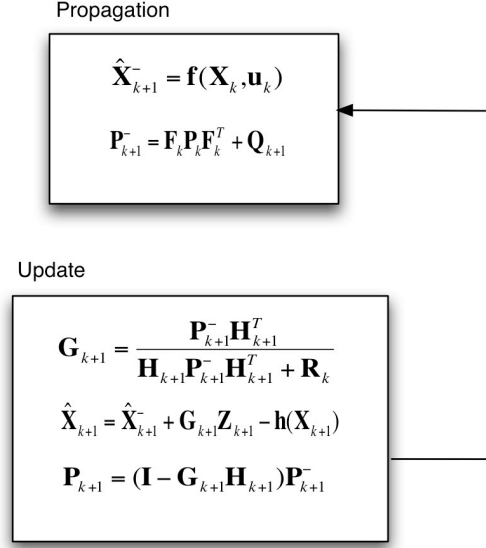 Propagation
X̂⁻ₖ₊₁ = f(Xₖ,uₖ)
P⁻ₖ₊₁ = FₖPₖFₖᵀ + Qₖ₊₁
Update
Gₖ₊₁ = P⁻ₖ₊₁Hᵀₖ₊₁ / Hₖ₊₁P⁻ₖ₊₁Hᵀₖ₊₁ + Rₖ
X̂ₖ₊₁ = X̂⁻ₖ₊₁ + Gₖ₊₁Zₖ₊₁ − h(Xₖ₊₁)
Pₖ₊₁ = (I − Gₖ₊₁Hₖ₊₁)P⁻ₖ₊₁